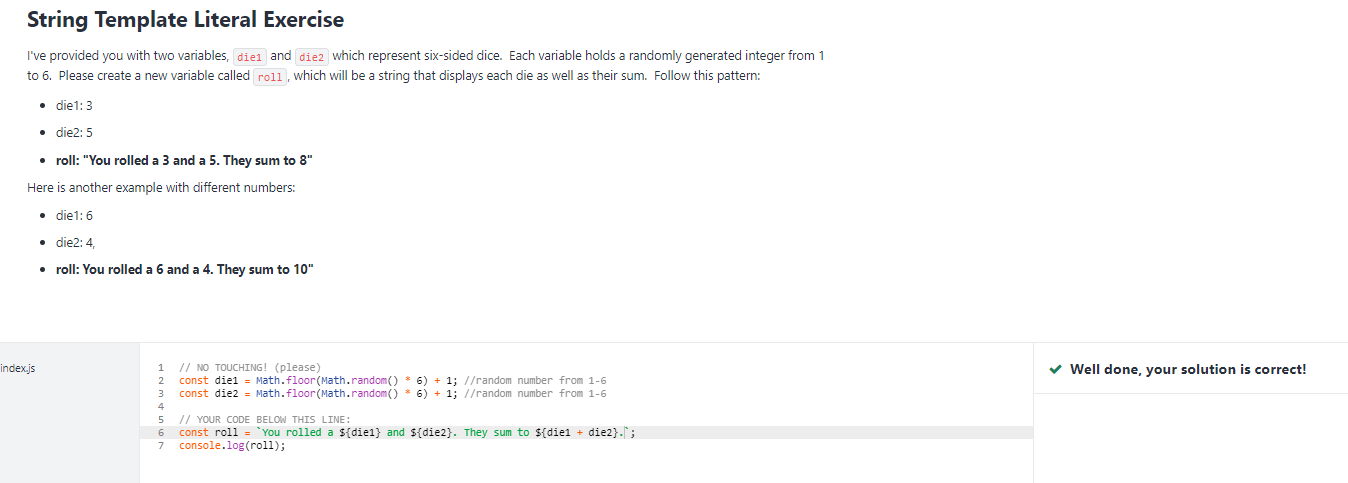 String Template Literal Exercise
I've provided you with two variables, die1 and die2 which represent six-sided dice.  Each variable holds a randomly generated integer from 1
to 6.  Please create a new variable called roll, which will be a string that displays each die as well as their sum.  Follow this pattern:
• die1: 3
• die2: 5
• roll: "You rolled a 3 and a 5. They sum to 8"
Here is another example with different numbers:
• die1: 6
• die2: 4,
• roll: You rolled a 6 and a 4. They sum to 10"
index.js
1 // NO TOUCHING! (please)
2 const die1 = Math.floor(Math.random() * 6) + 1; //random number from 1-6
3 const die2 = Math.floor(Math.random() * 6) + 1; //random number from 1-6
4
5 // YOUR CODE BELOW THIS LINE:
6 const roll = `You rolled a ${die1} and ${die2}. They sum to ${die1 + die2}.`;
7 console.log(roll);
Well done, your solution is correct!